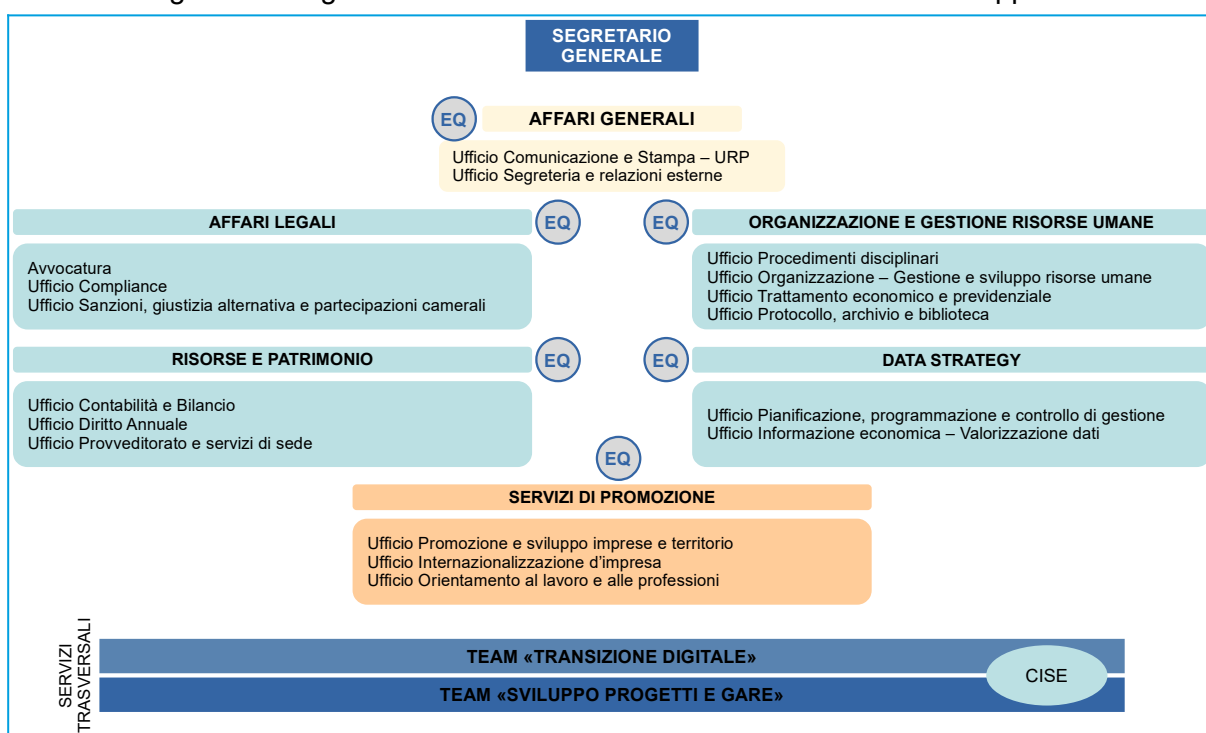 SEGRETARIO
GENERALE
EQ
AFFARI GENERALI
Ufficio Comunicazione e Stampa – URP
Ufficio Segreteria e relazioni esterne
AFFARI LEGALI
EQ
Avvocatura
Ufficio Compliance
Ufficio Sanzioni, giustizia alternativa e partecipazioni camerali
EQ
ORGANIZZAZIONE E GESTIONE RISORSE UMANE
Ufficio Procedimenti disciplinari
Ufficio Organizzazione – Gestione e sviluppo risorse umane
Ufficio Trattamento economico e previdenziale
Ufficio Protocollo, archivio e biblioteca
RISORSE E PATRIMONIO
EQ
Ufficio Contabilità e Bilancio
Ufficio Diritto Annuale
Ufficio Provveditorato e servizi di sede
EQ
DATA STRATEGY
Ufficio Pianificazione, programmazione e controllo di gestione
Ufficio Informazione economica – Valorizzazione dati
EQ
SERVIZI DI PROMOZIONE
Ufficio Promozione e sviluppo imprese e territorio
Ufficio Internazionalizzazione d’impresa
Ufficio Orientamento al lavoro e alle professioni
SERVIZI
TRASVERSALI
TEAM «TRANSIZIONE DIGITALE»
TEAM «SVILUPPO PROGETTI E GARE»
CISE